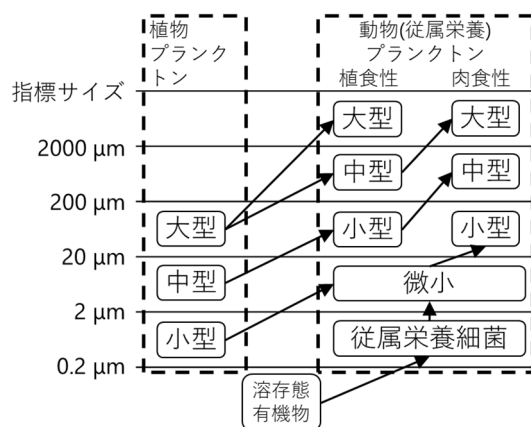 植物
プランク
トン
動物(従属栄養)
プランクトン
植食性 肉食性
指標サイズ
大型 大型
2000 μm
中型 中型
200 μm
大型 小型 小型
20 μm
中型 微小
2 μm
小型 従属栄養細菌
0.2 μm
溶存態
有機物